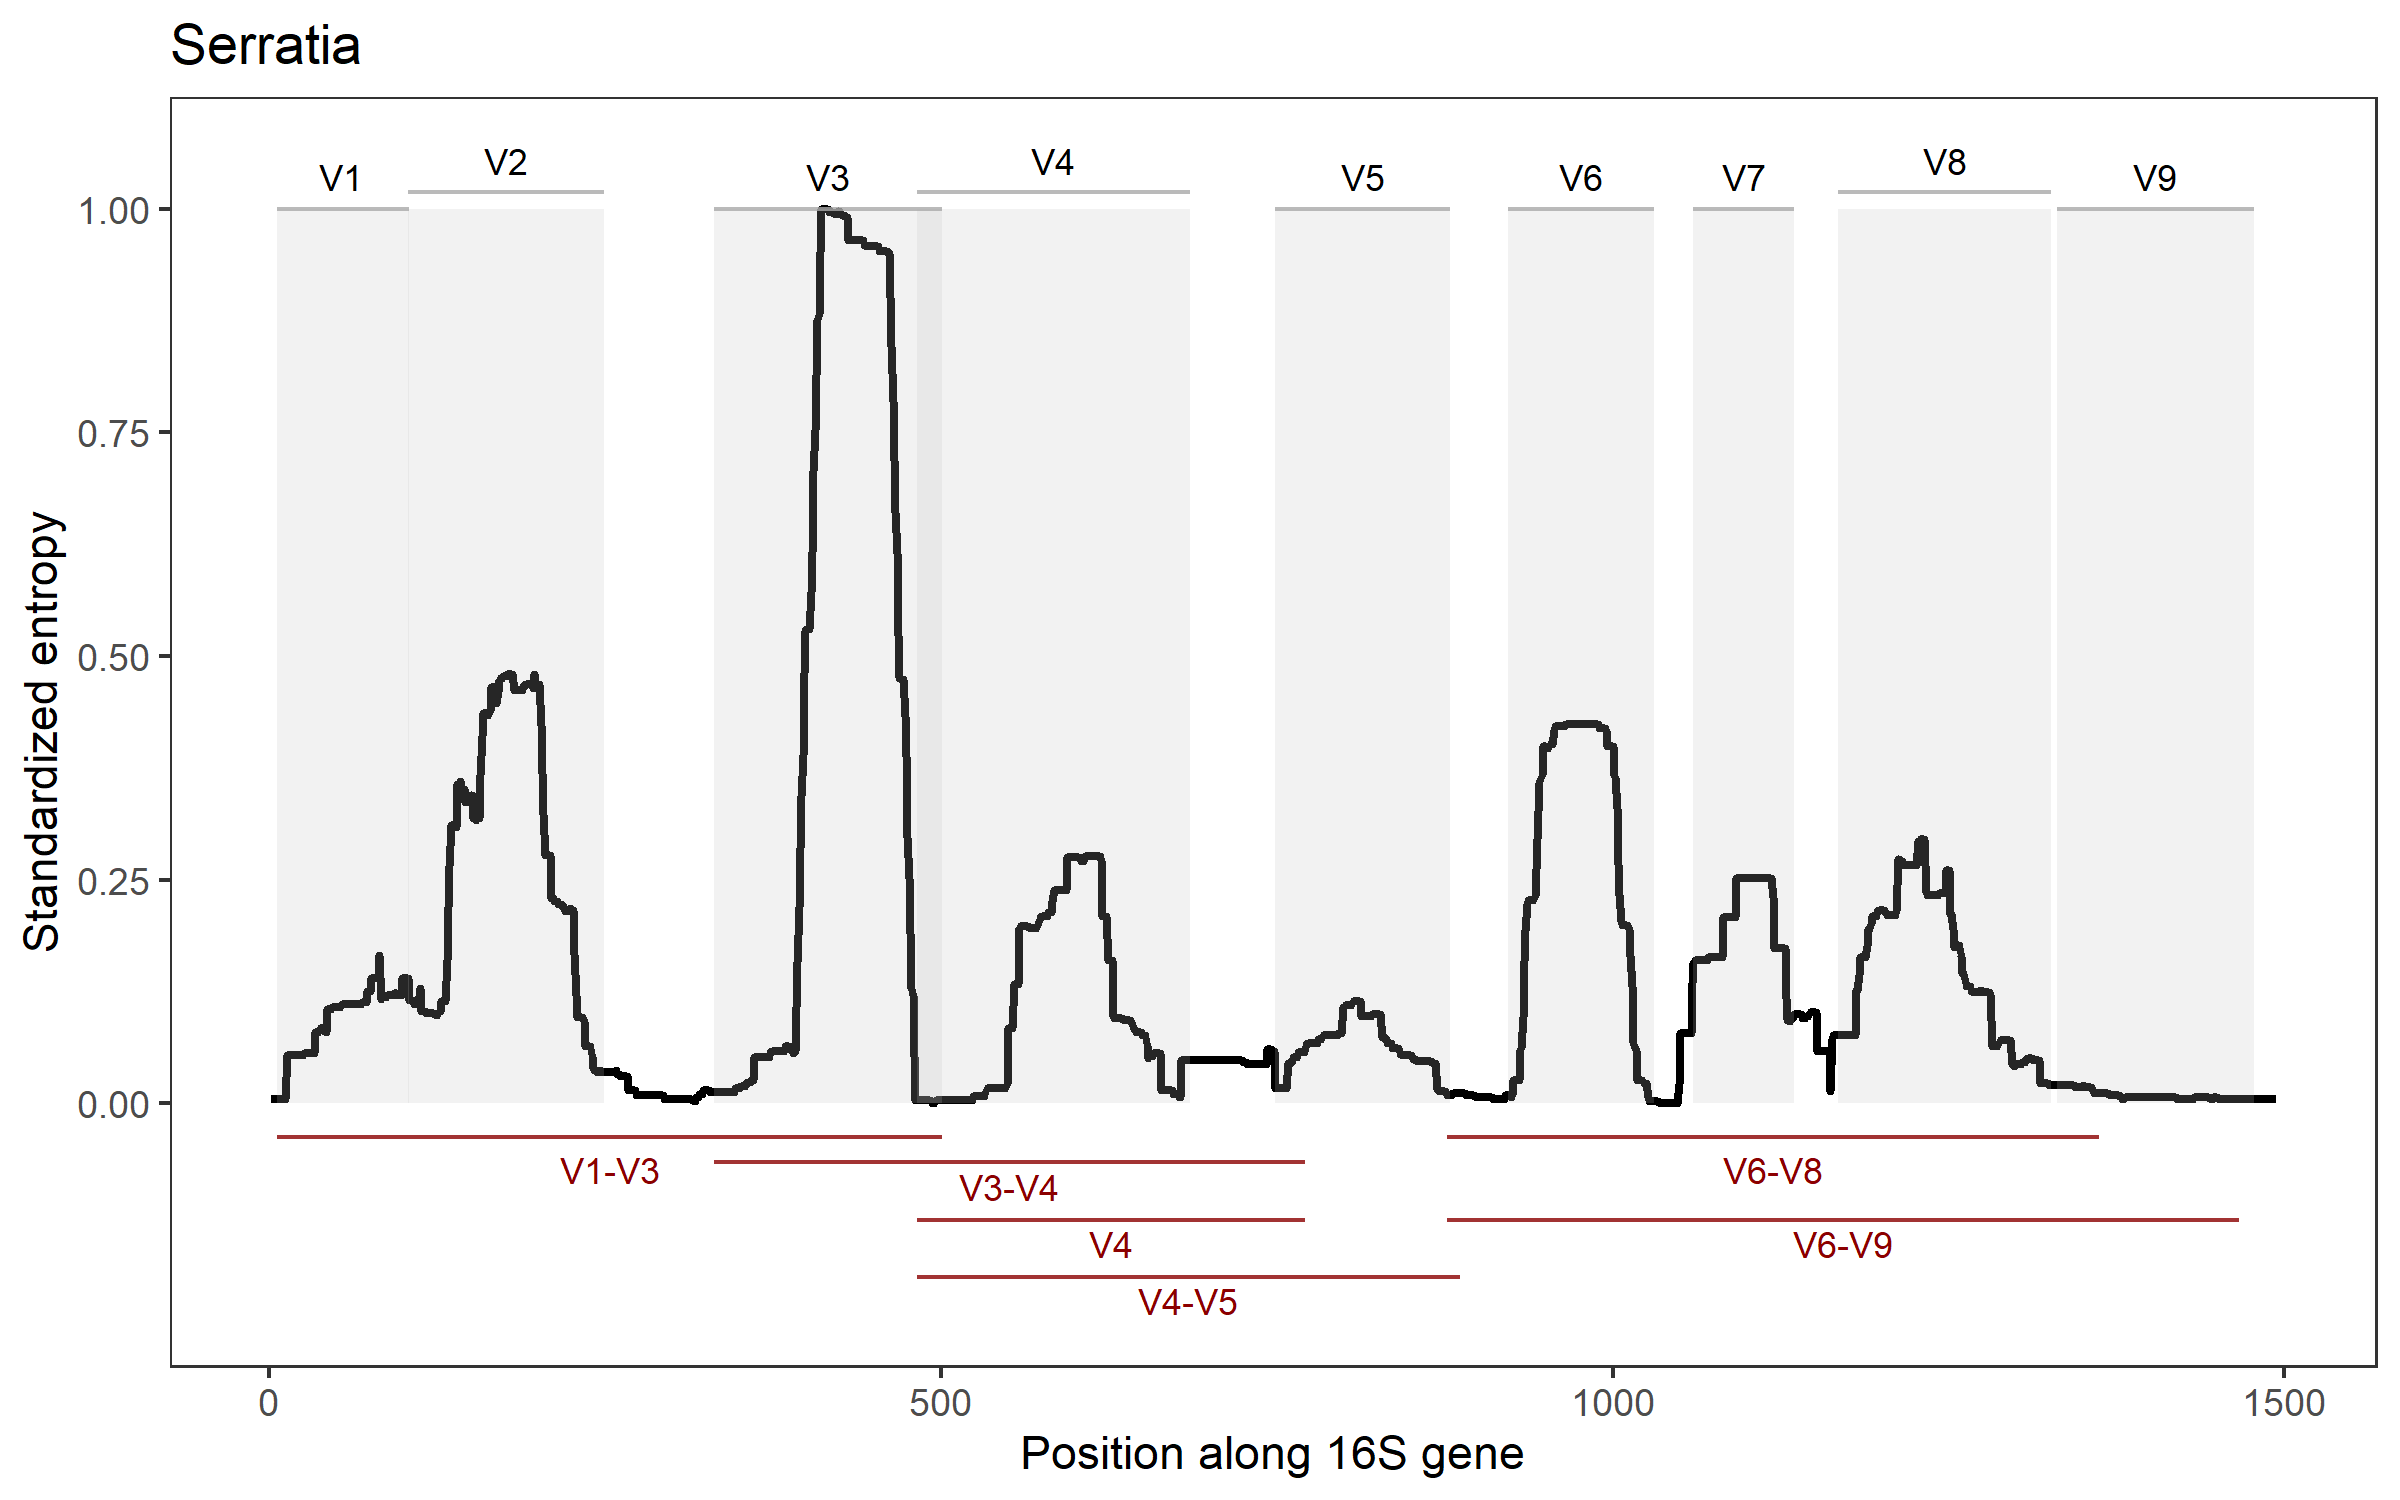 Serratia
V1
V2
V3
V4
V5
V6
V7
V8
V9
1.00
0.75
0.50
0.25
0.00
Standardized entropy
V1-V3
V3-V4
V4
V4-V5
V6-V8
V6-V9
0
500
1000
1500
Position along 16S gene